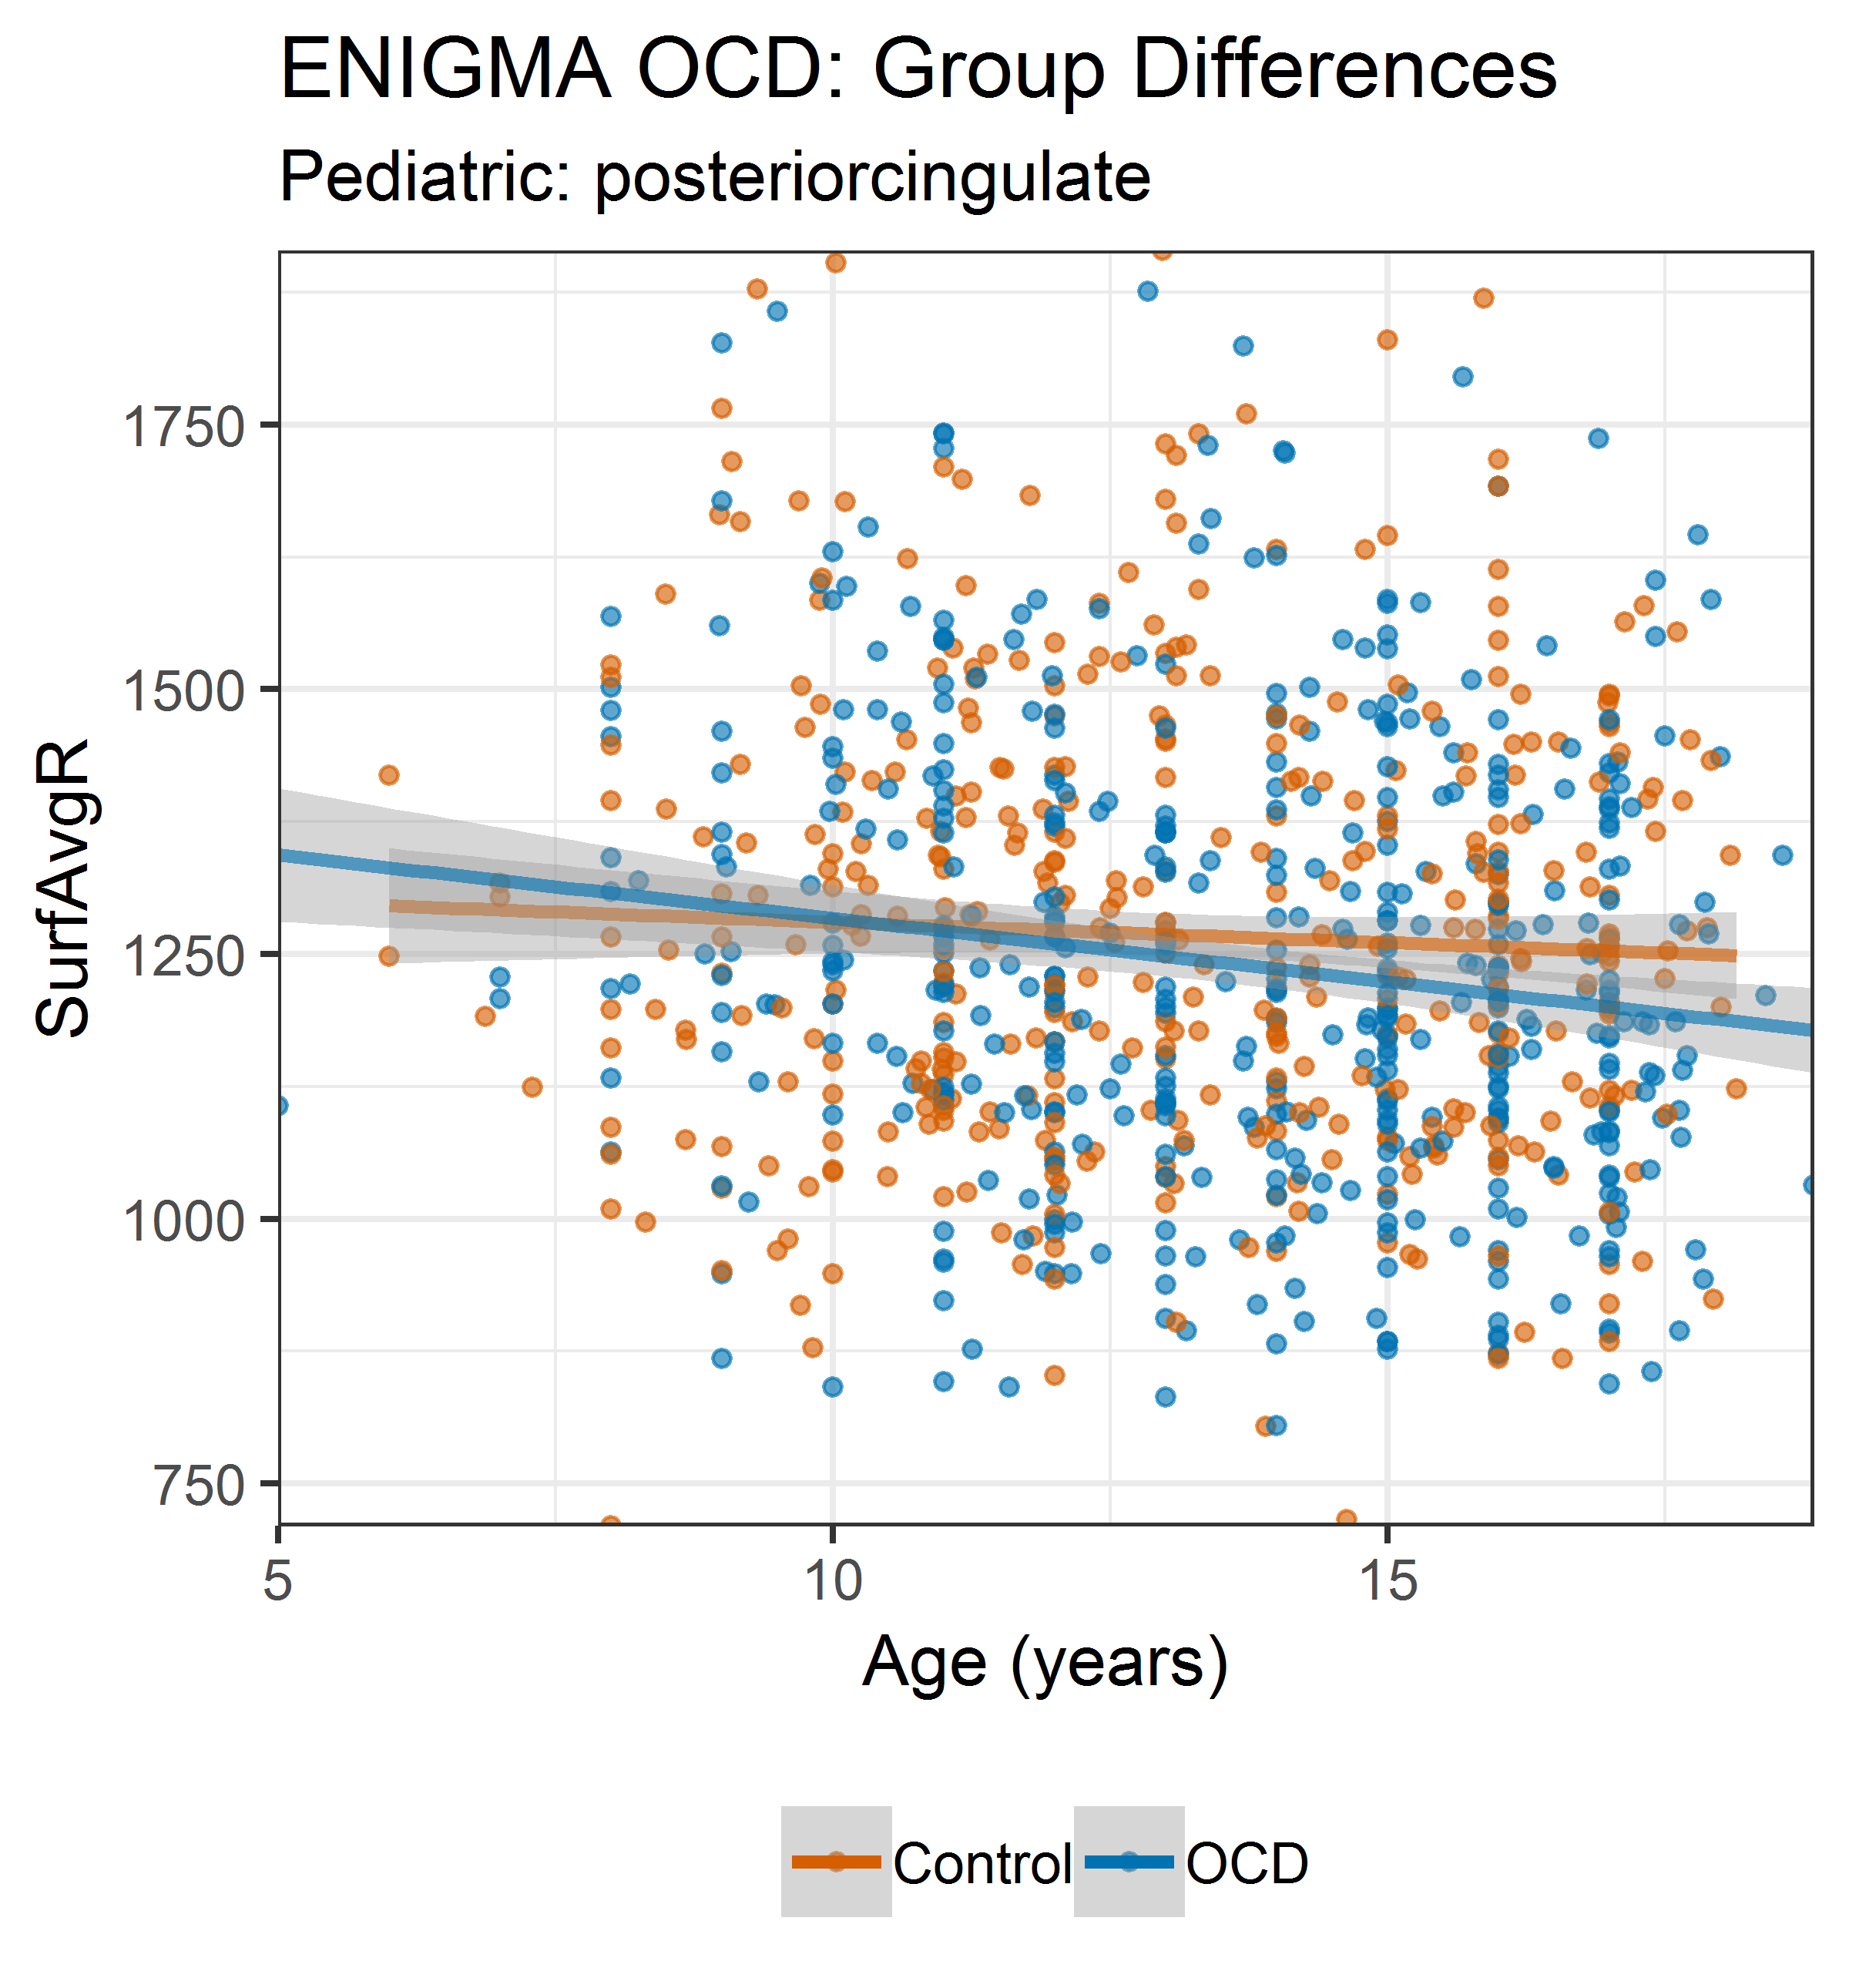 ENIGMA OCD: Group Differences
Pediatric: posteriorcingulate
SurfAvgR
1750
1500
1250
1000
750
5 10 15
Age (years)
Control OCD